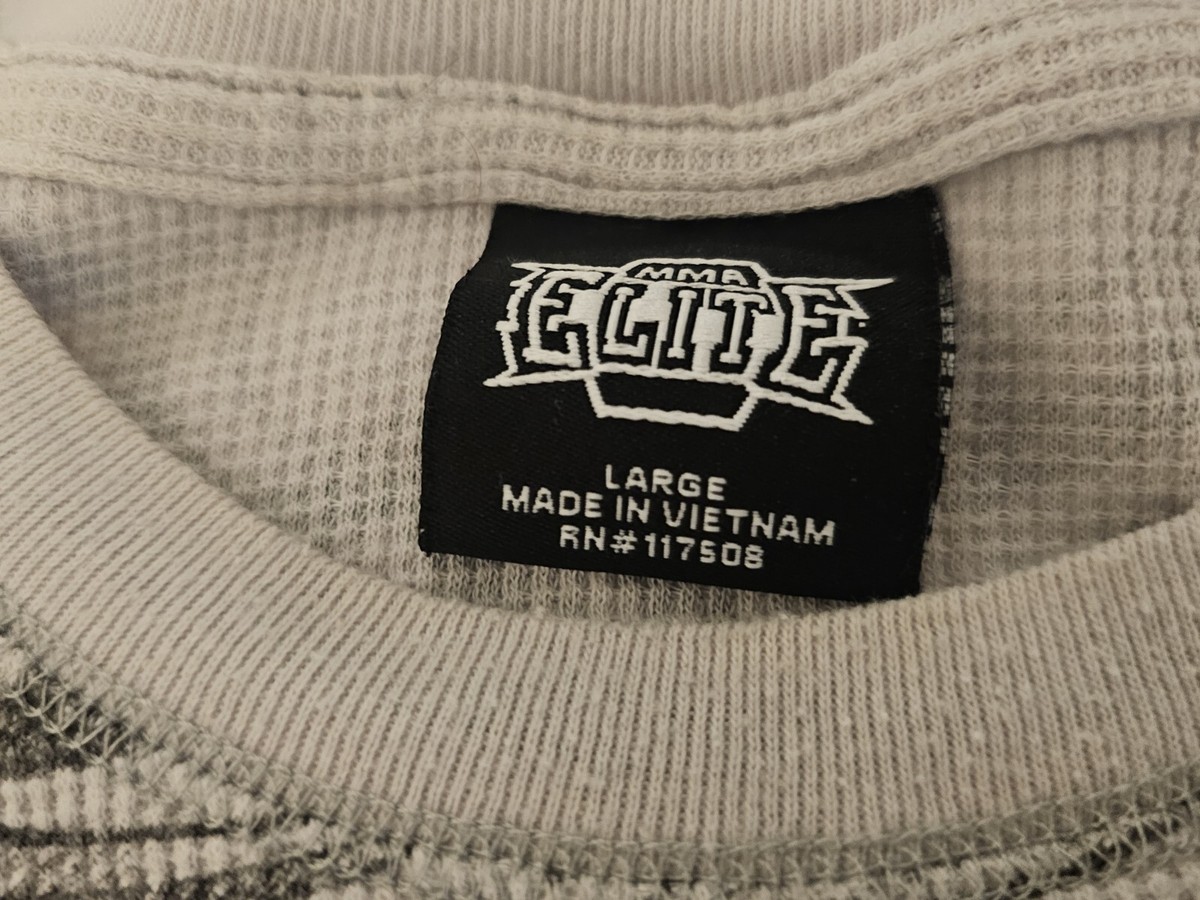 MMA
ELITE
LARGE
MADE IN VIETNAM
RN#117508